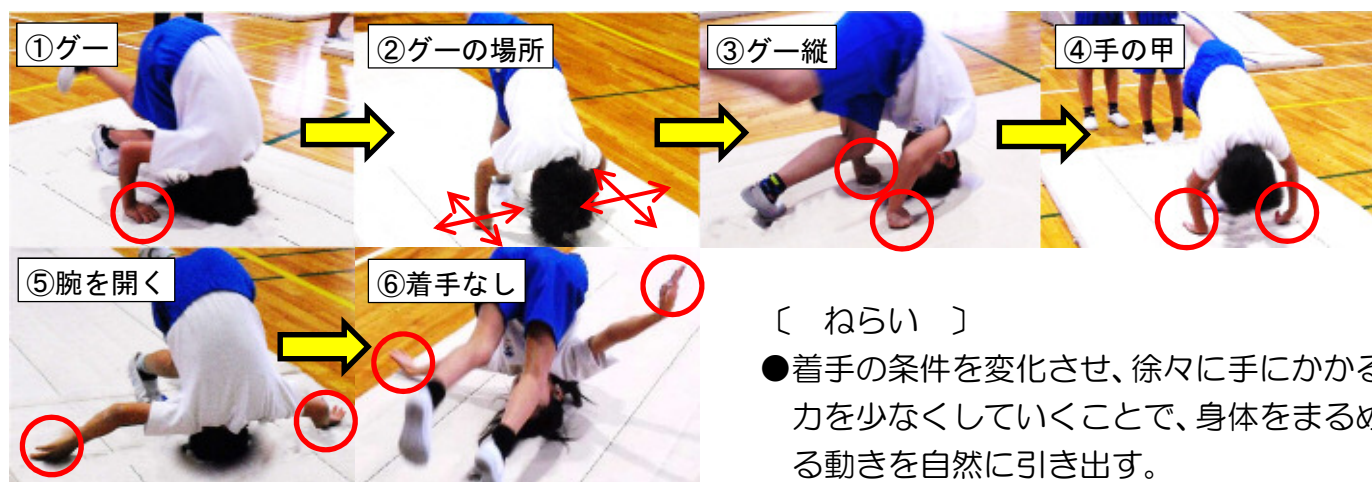 ①グー
②グーの場所
③グー縦
④手の甲
⑤腕を開く
⑥着手なし
〔 ねらい 〕
●着手の条件を変化させ、徐々に手にかかる
力を少なくしていくことで、身体をまるめ
る動きを自然に引き出す。